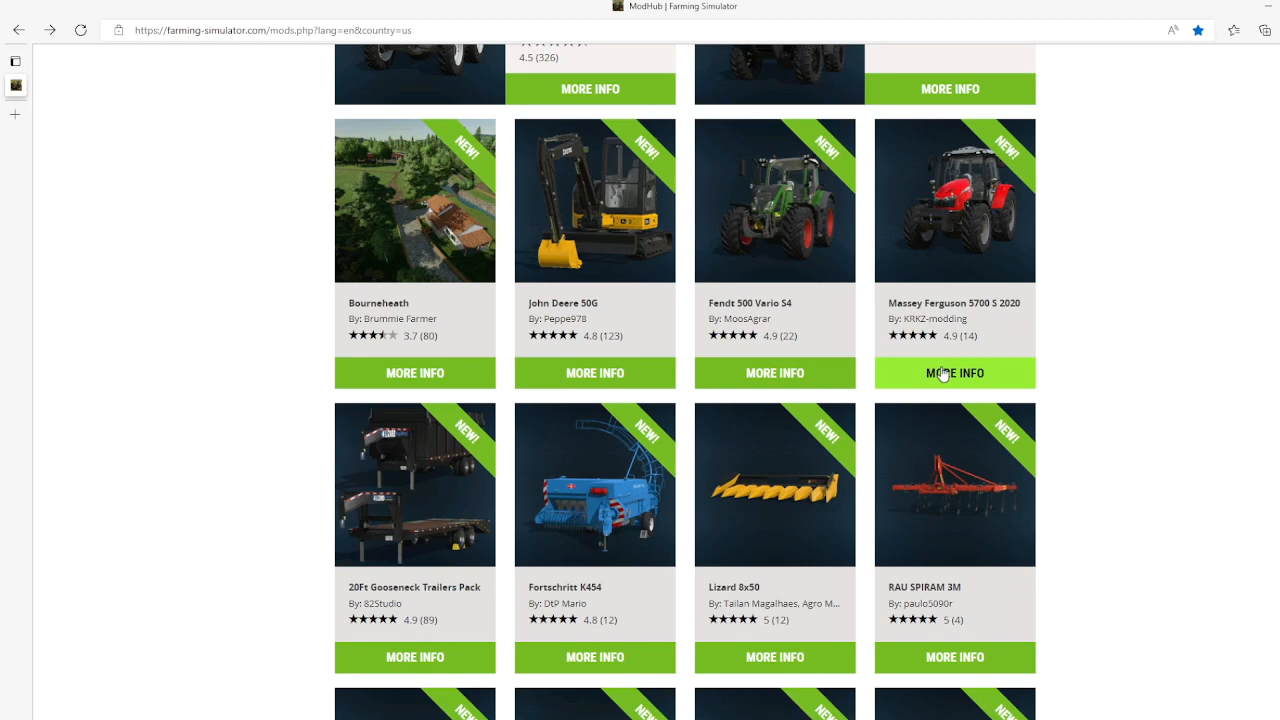 ModHub | Farming Simulator
https://farming-simulator.com/mods.php?lang=en&country=us
4.5 (326)
MORE INFO
MORE INFO
NEW!
NEW!
NEW!
NEW!
Bourneheath
By: Brummie Farmer
3.7 (80)
MORE INFO
John Deere 50G
By: Peppe978
4.8 (123)
MORE INFO
Fendt 500 Vario S4
By: MoosAgrar
4.9 (22)
MORE INFO
Massey Ferguson 5700 S 2020
By: KRKZ-modding
4.9 (14)
MORE INFO
NEW!
NEW!
NEW!
NEW!
20Ft Gooseneck Trailers Pack
By: 82Studio
4.9 (89)
MORE INFO
Fortschritt K454
By: DtP Mario
4.8 (12)
MORE INFO
Lizard 8x50
By: Tailan Magalhaes, Agro M...
5 (12)
MORE INFO
RAU SPIRAM 3M
By: paulo5090r
5 (4)
MORE INFO
NEW!
NEW!
NEW!
NEW!